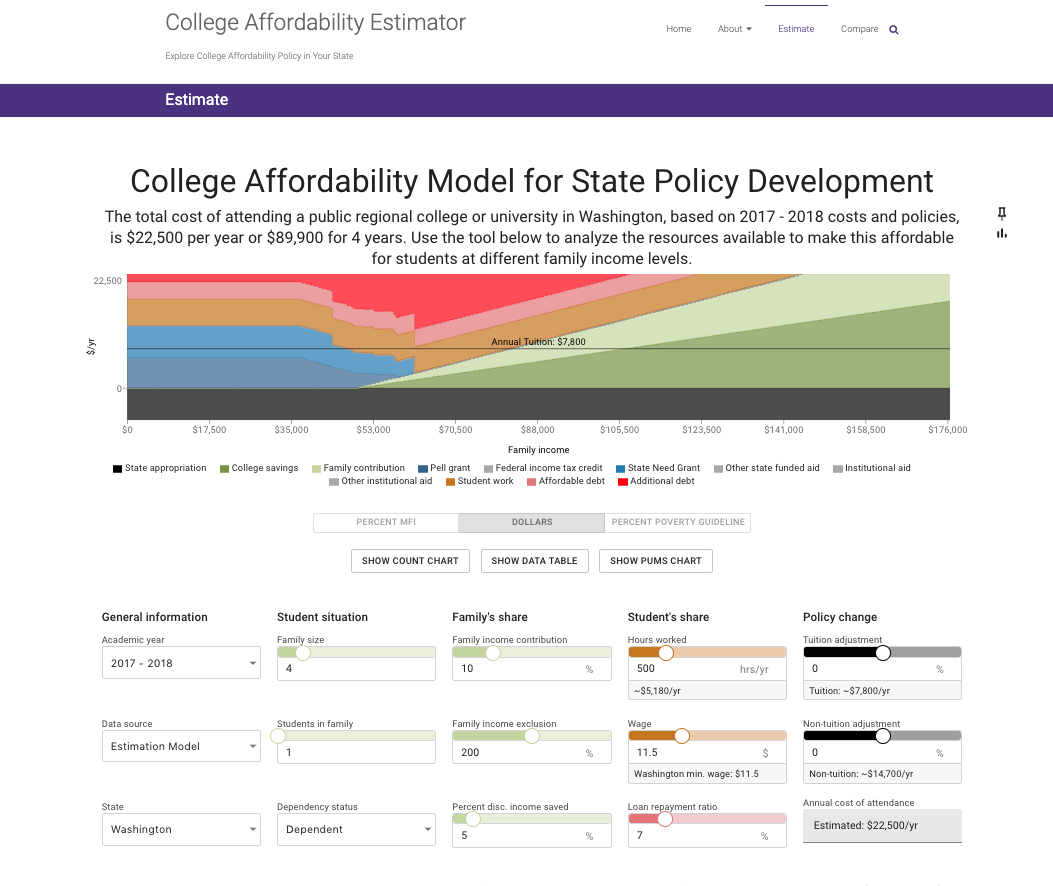 College Affordability Estimator
Home About Estimate Compare
Explore College Affordability Policy in Your State
Estimate
College Affordability Model for State Policy Development
The total cost of attending a public regional college or university in Washington, based on 2017 - 2018 costs and policies,
is $22,500 per year or $89,900 for 4 years. Use the tool below to analyze the resources available to make this affordable
for students at different family income levels.
22,500
Annual Tuition: $7,800
$/yr
0
$0 $17,500 $35,000 $53,000 $70,500 $88,000 $105,500 $123,500 $141,000 $158,500 $176,000
Family income
State appropriation College savings Family contribution Pell grant Federal income tax credit State Need Grant Other state funded aid Institutional aid
Other institutional aid Student work Affordable debt Additional debt
PERCENT MFI DOLLARS PERCENT POVERTY GUIDELINE
SHOW COUNT CHART SHOW DATA TABLE SHOW PUMS CHART
General information Student situation Family's share Student's share Policy change
Academic year Family size Family income contribution Hours worked Tuition adjustment
2017 - 2018 4 10 % 500 hrs/yr 0 %
~$5,180/yr Tuition: ~$7,800/yr
Data source Students in family Family income exclusion Wage Non-tuition adjustment
Estimation Model 1 200 % 11.5 $ 0 %
Washington min. wage: $11.5 Non-tuition: ~$14,700/yr
State Dependency status Percent disc. income saved Loan repayment ratio Annual cost of attendance
Washington Dependent 5 % 7 % Estimated: $22,500/yr